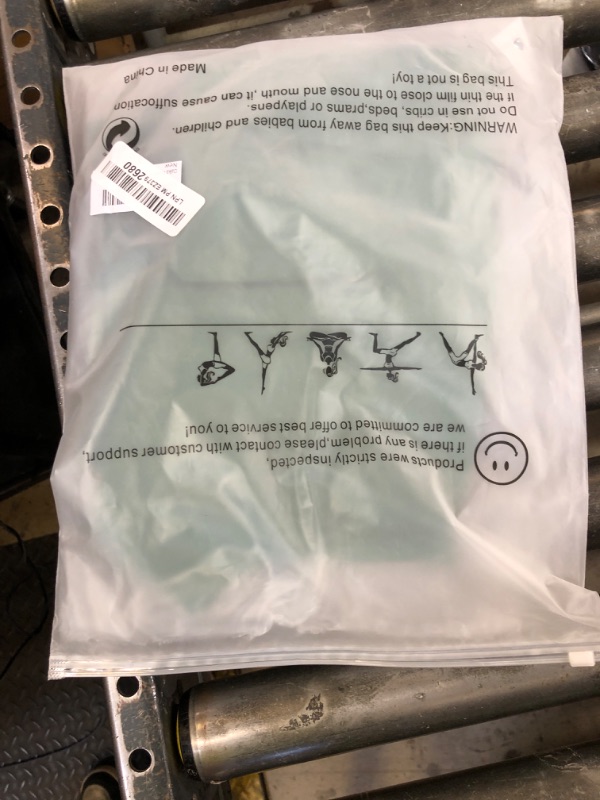 Products were strictly inspected,
if there is any problem,please contact with customer support,
we are committed to offer best service to you!
WARNING:Keep this bag away from babies and children.
Do not use in cribs, prams,beds or playpens.
If the thin film close to the nose and mouth ,it can cause suffocation
This bag is not a toy!
Made in China